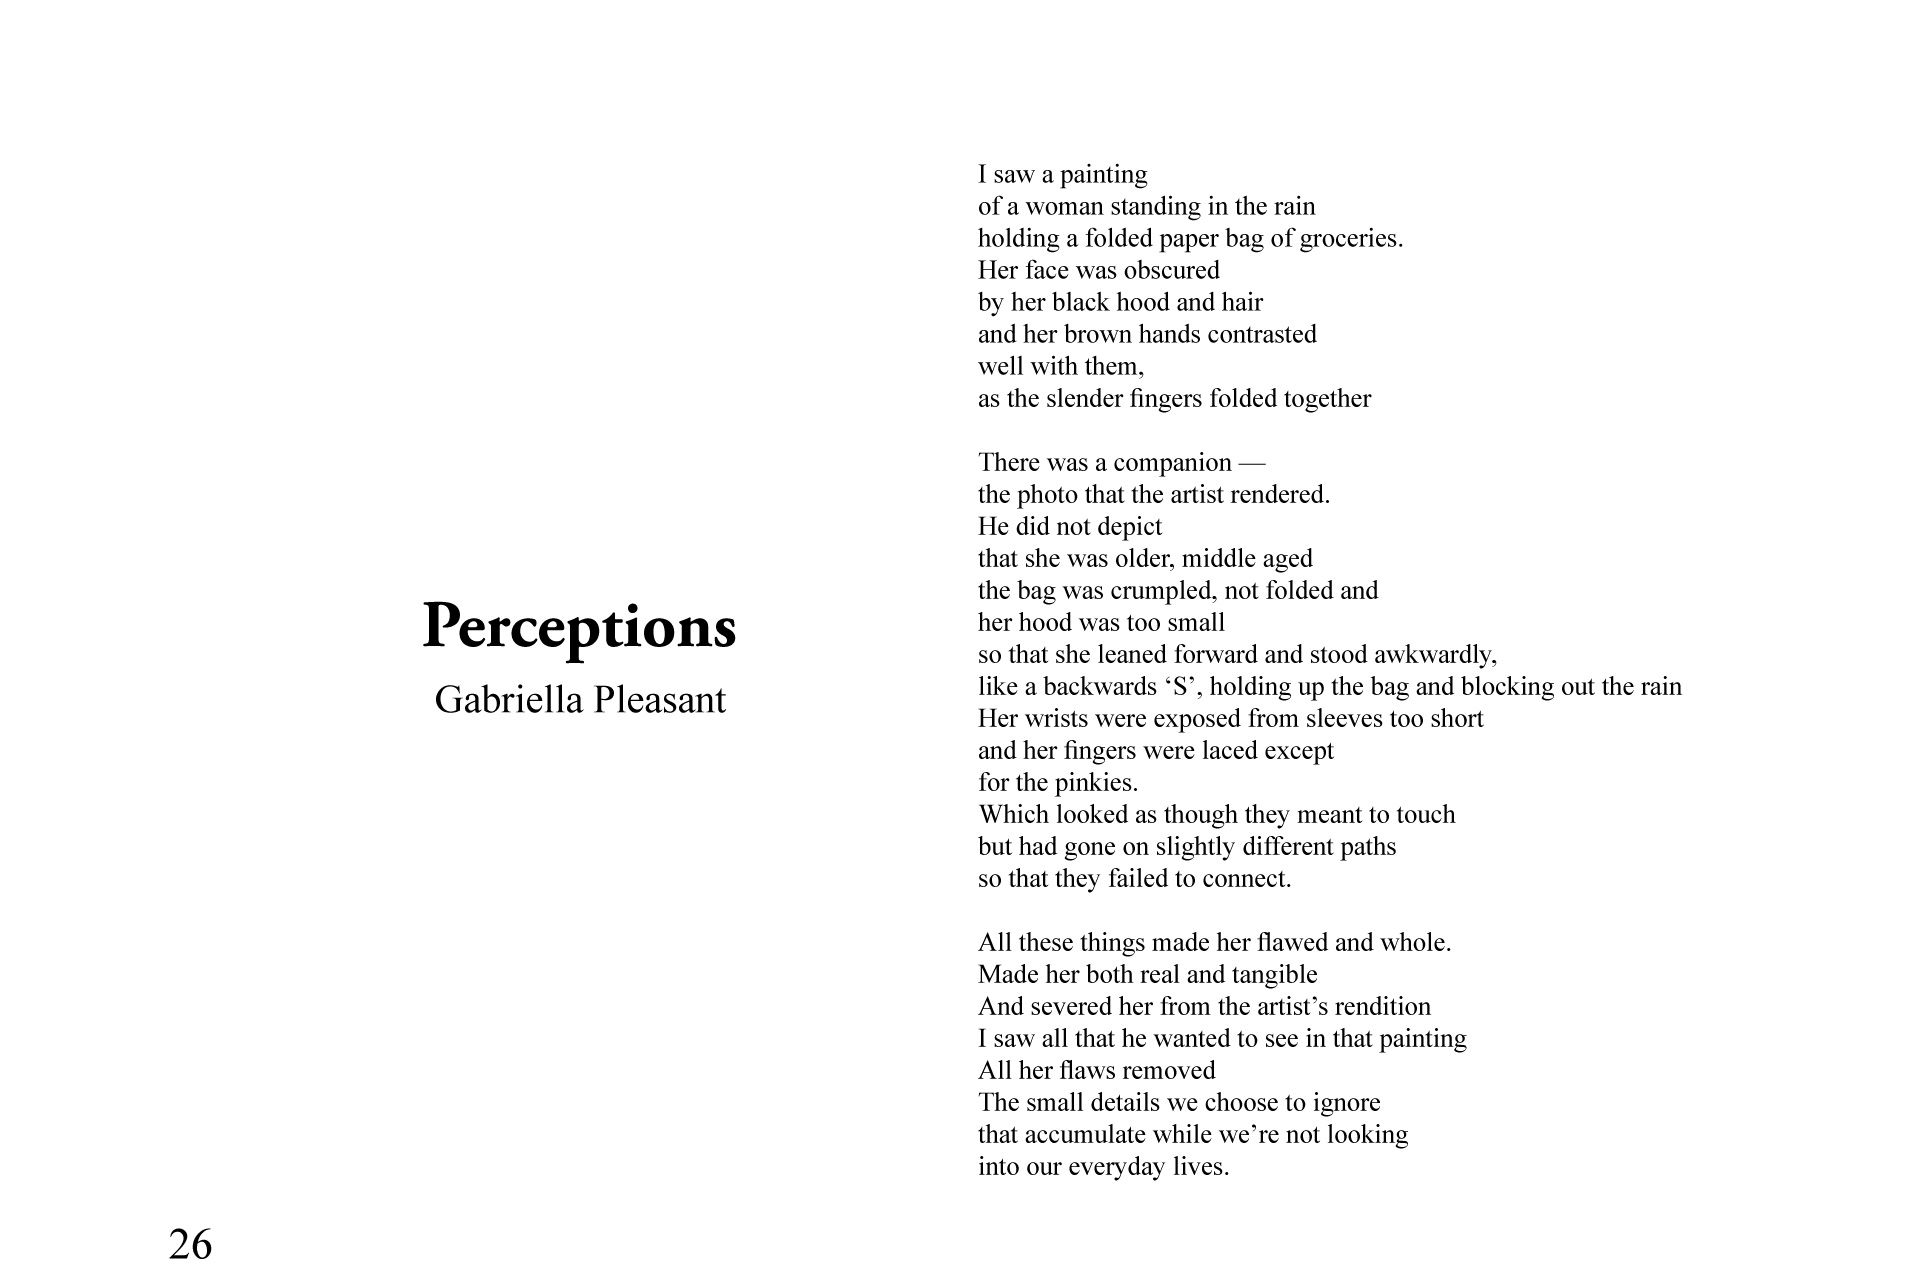 Perceptions
Gabriella Pleasant
I saw a painting
of a woman standing in the rain
holding a folded paper bag of groceries.
Her face was obscured
by her black hood and hair
and her brown hands contrasted
well with them,
as the slender fingers folded together
There was a companion —
the photo that the artist rendered.
He did not depict
that she was older, middle aged
the bag was crumpled, not folded and
her hood was too small
so that she leaned forward and stood awkwardly,
like a backwards ‘S’, holding up the bag and blocking out the rain
Her wrists were exposed from sleeves too short
and her fingers were laced except
for the pinkies.
Which looked as though they meant to touch
but had gone on slightly different paths
so that they failed to connect.
All these things made her flawed and whole.
Made her both real and tangible
And severed her from the artist’s rendition
I saw all that he wanted to see in that painting
All her flaws removed
The small details we choose to ignore
that accumulate while we’re not looking
into our everyday lives.
26